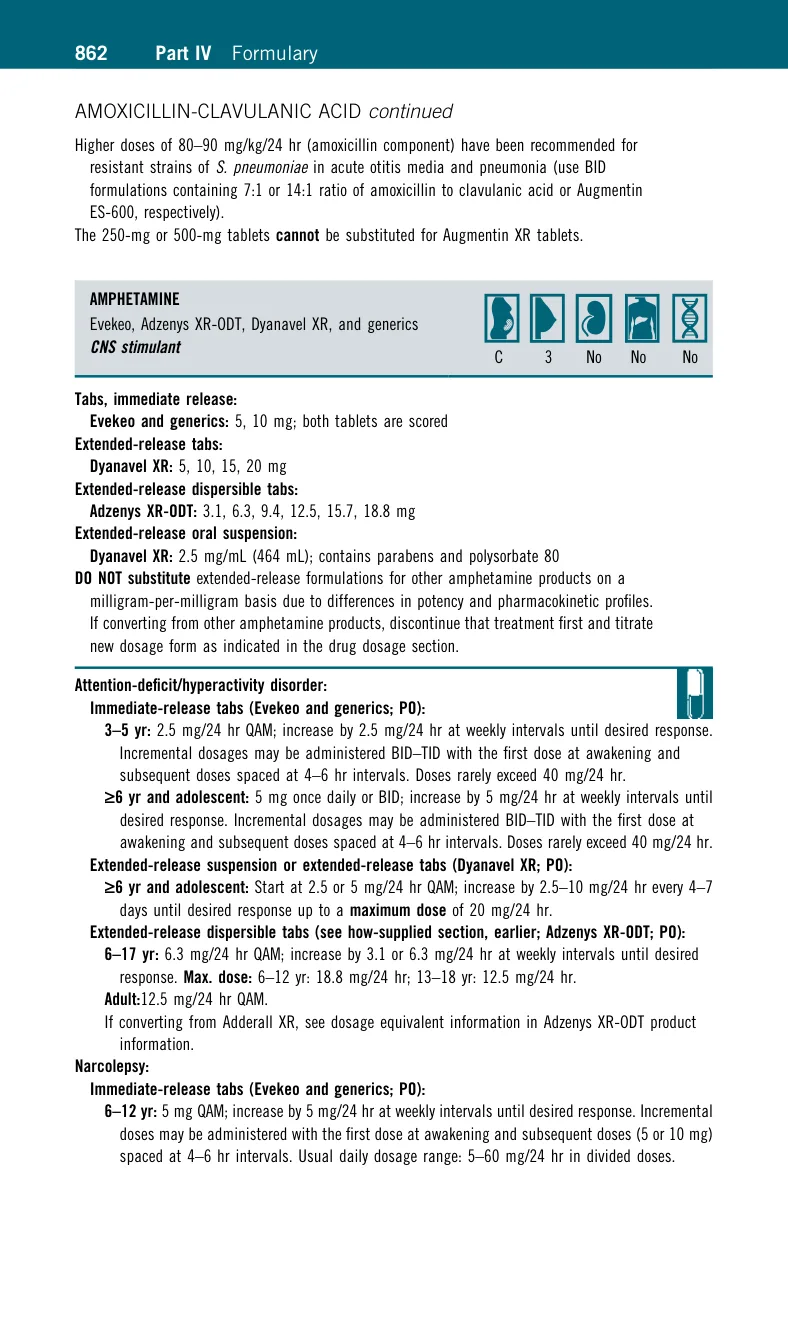 862 Part IV Formulary
AMOXICILLIN-CLAVULANIC ACID continued
Higher doses of 80–90 mg/kg/24 hr (amoxicillin component) have been recommended for
resistant strains of S. pneumoniae in acute otitis media and pneumonia (use BID
formulations containing 7:1 or 14:1 ratio of amoxicillin to clavulanic acid or Augmentin
ES-600, respectively).
The 250-mg or 500-mg tablets cannot be substituted for Augmentin XR tablets.
AMPHETAMINE
Evekeo, Adzenys XR-ODT, Dyanavel XR, and generics
CNS stimulant
C 3 No No No
Tabs, immediate release:
Evekeo and generics: 5, 10 mg; both tablets are scored
Extended-release tabs:
Dyanavel XR: 5, 10, 15, 20 mg
Extended-release dispersible tabs:
Adzenys XR-ODT: 3.1, 6.3, 9.4, 12.5, 15.7, 18.8 mg
Extended-release oral suspension:
Dyanavel XR: 2.5 mg/mL (464 mL); contains parabens and polysorbate 80
DO NOT substitute extended-release formulations for other amphetamine products on a
milligram-per-milligram basis due to differences in potency and pharmacokinetic profiles.
If converting from other amphetamine products, discontinue that treatment first and titrate
new dosage form as indicated in the drug dosage section.
Attention-deficit/hyperactivity disorder:
Immediate-release tabs (Evekeo and generics; PO):
3–5 yr: 2.5 mg/24 hr QAM; increase by 2.5 mg/24 hr at weekly intervals until desired response.
Incremental dosages may be administered BID–TID with the first dose at awakening and
subsequent doses spaced at 4–6 hr intervals. Doses rarely exceed 40 mg/24 hr.
≥6 yr and adolescent: 5 mg once daily or BID; increase by 5 mg/24 hr at weekly intervals until
desired response. Incremental dosages may be administered BID–TID with the first dose at
awakening and subsequent doses spaced at 4–6 hr intervals. Doses rarely exceed 40 mg/24 hr.
Extended-release suspension or extended-release tabs (Dyanavel XR; PO):
≥6 yr and adolescent: Start at 2.5 or 5 mg/24 hr QAM; increase by 2.5–10 mg/24 hr every 4–7
days until desired response up to a maximum dose of 20 mg/24 hr.
Extended-release dispersible tabs (see how-supplied section, earlier; Adzenys XR-ODT; PO):
6–17 yr: 6.3 mg/24 hr QAM; increase by 3.1 or 6.3 mg/24 hr at weekly intervals until desired
response. Max. dose: 6–12 yr: 18.8 mg/24 hr; 13–18 yr: 12.5 mg/24 hr.
Adult:12.5 mg/24 hr QAM.
If converting from Adderall XR, see dosage equivalent information in Adzenys XR-ODT product
information.
Narcolepsy:
Immediate-release tabs (Evekeo and generics; PO):
6–12 yr: 5 mg QAM; increase by 5 mg/24 hr at weekly intervals until desired response. Incremental
doses may be administered with the first dose at awakening and subsequent doses (5 or 10 mg)
spaced at 4–6 hr intervals. Usual daily dosage range: 5–60 mg/24 hr in divided doses.